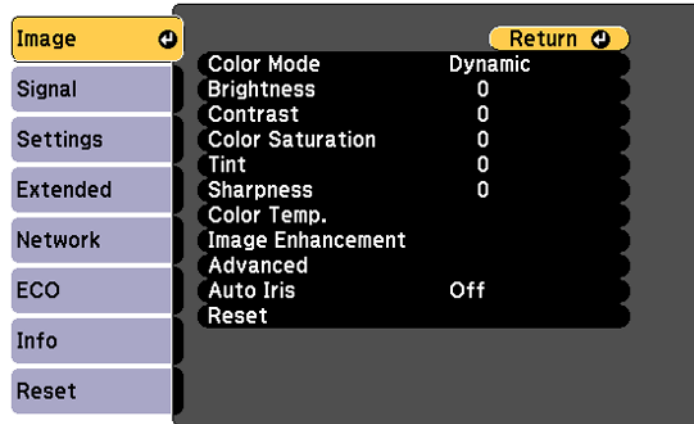 Image
Signal
Settings
Extended
Network
ECO
Info
Reset
Return
Color Mode Dynamic
Brightness 0
Contrast 0
Color Saturation 0
Tint 0
Sharpness 0
Color Temp.
Image Enhancement
Advanced
Auto Iris Off
Reset